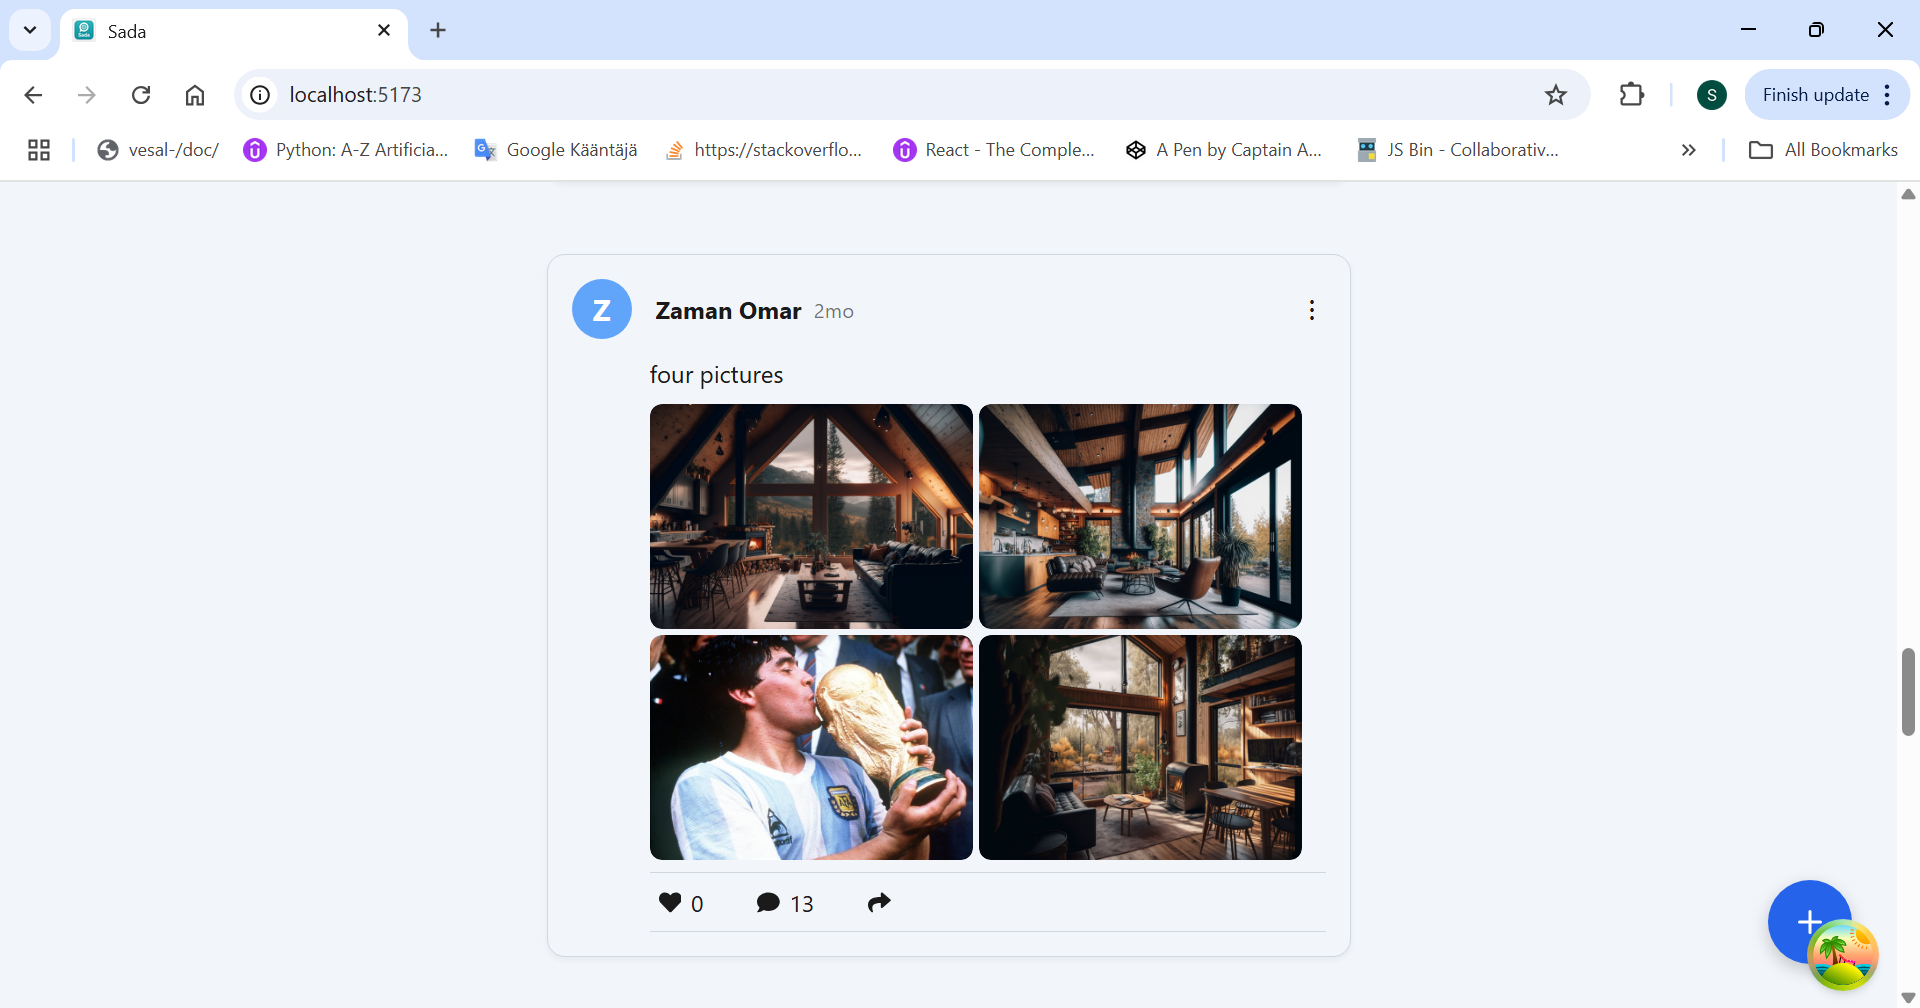 Sada
localhost:5173
Finish update
S
vesal-/doc/
Python: A-Z Artificia...
Google Kääntäjä
https://stackoverflo...
React - The Comple...
A Pen by Captain A...
JS Bin - Collaborativ...
All Bookmarks
Z
Zaman Omar 2mo
four pictures
0
13